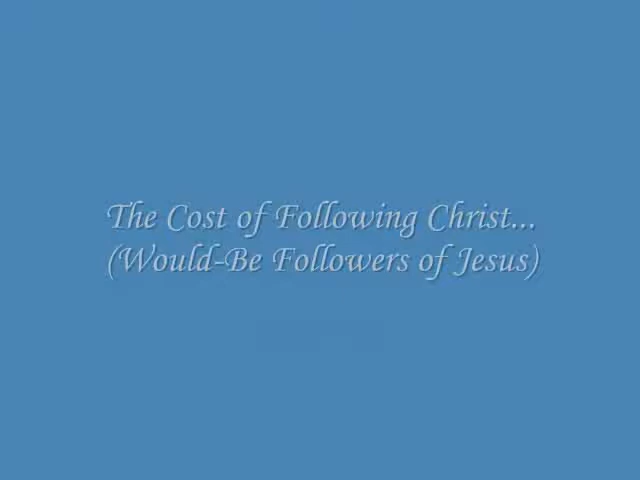 The Cost of Following Christ...
(Would-Be Followers of Jesus)